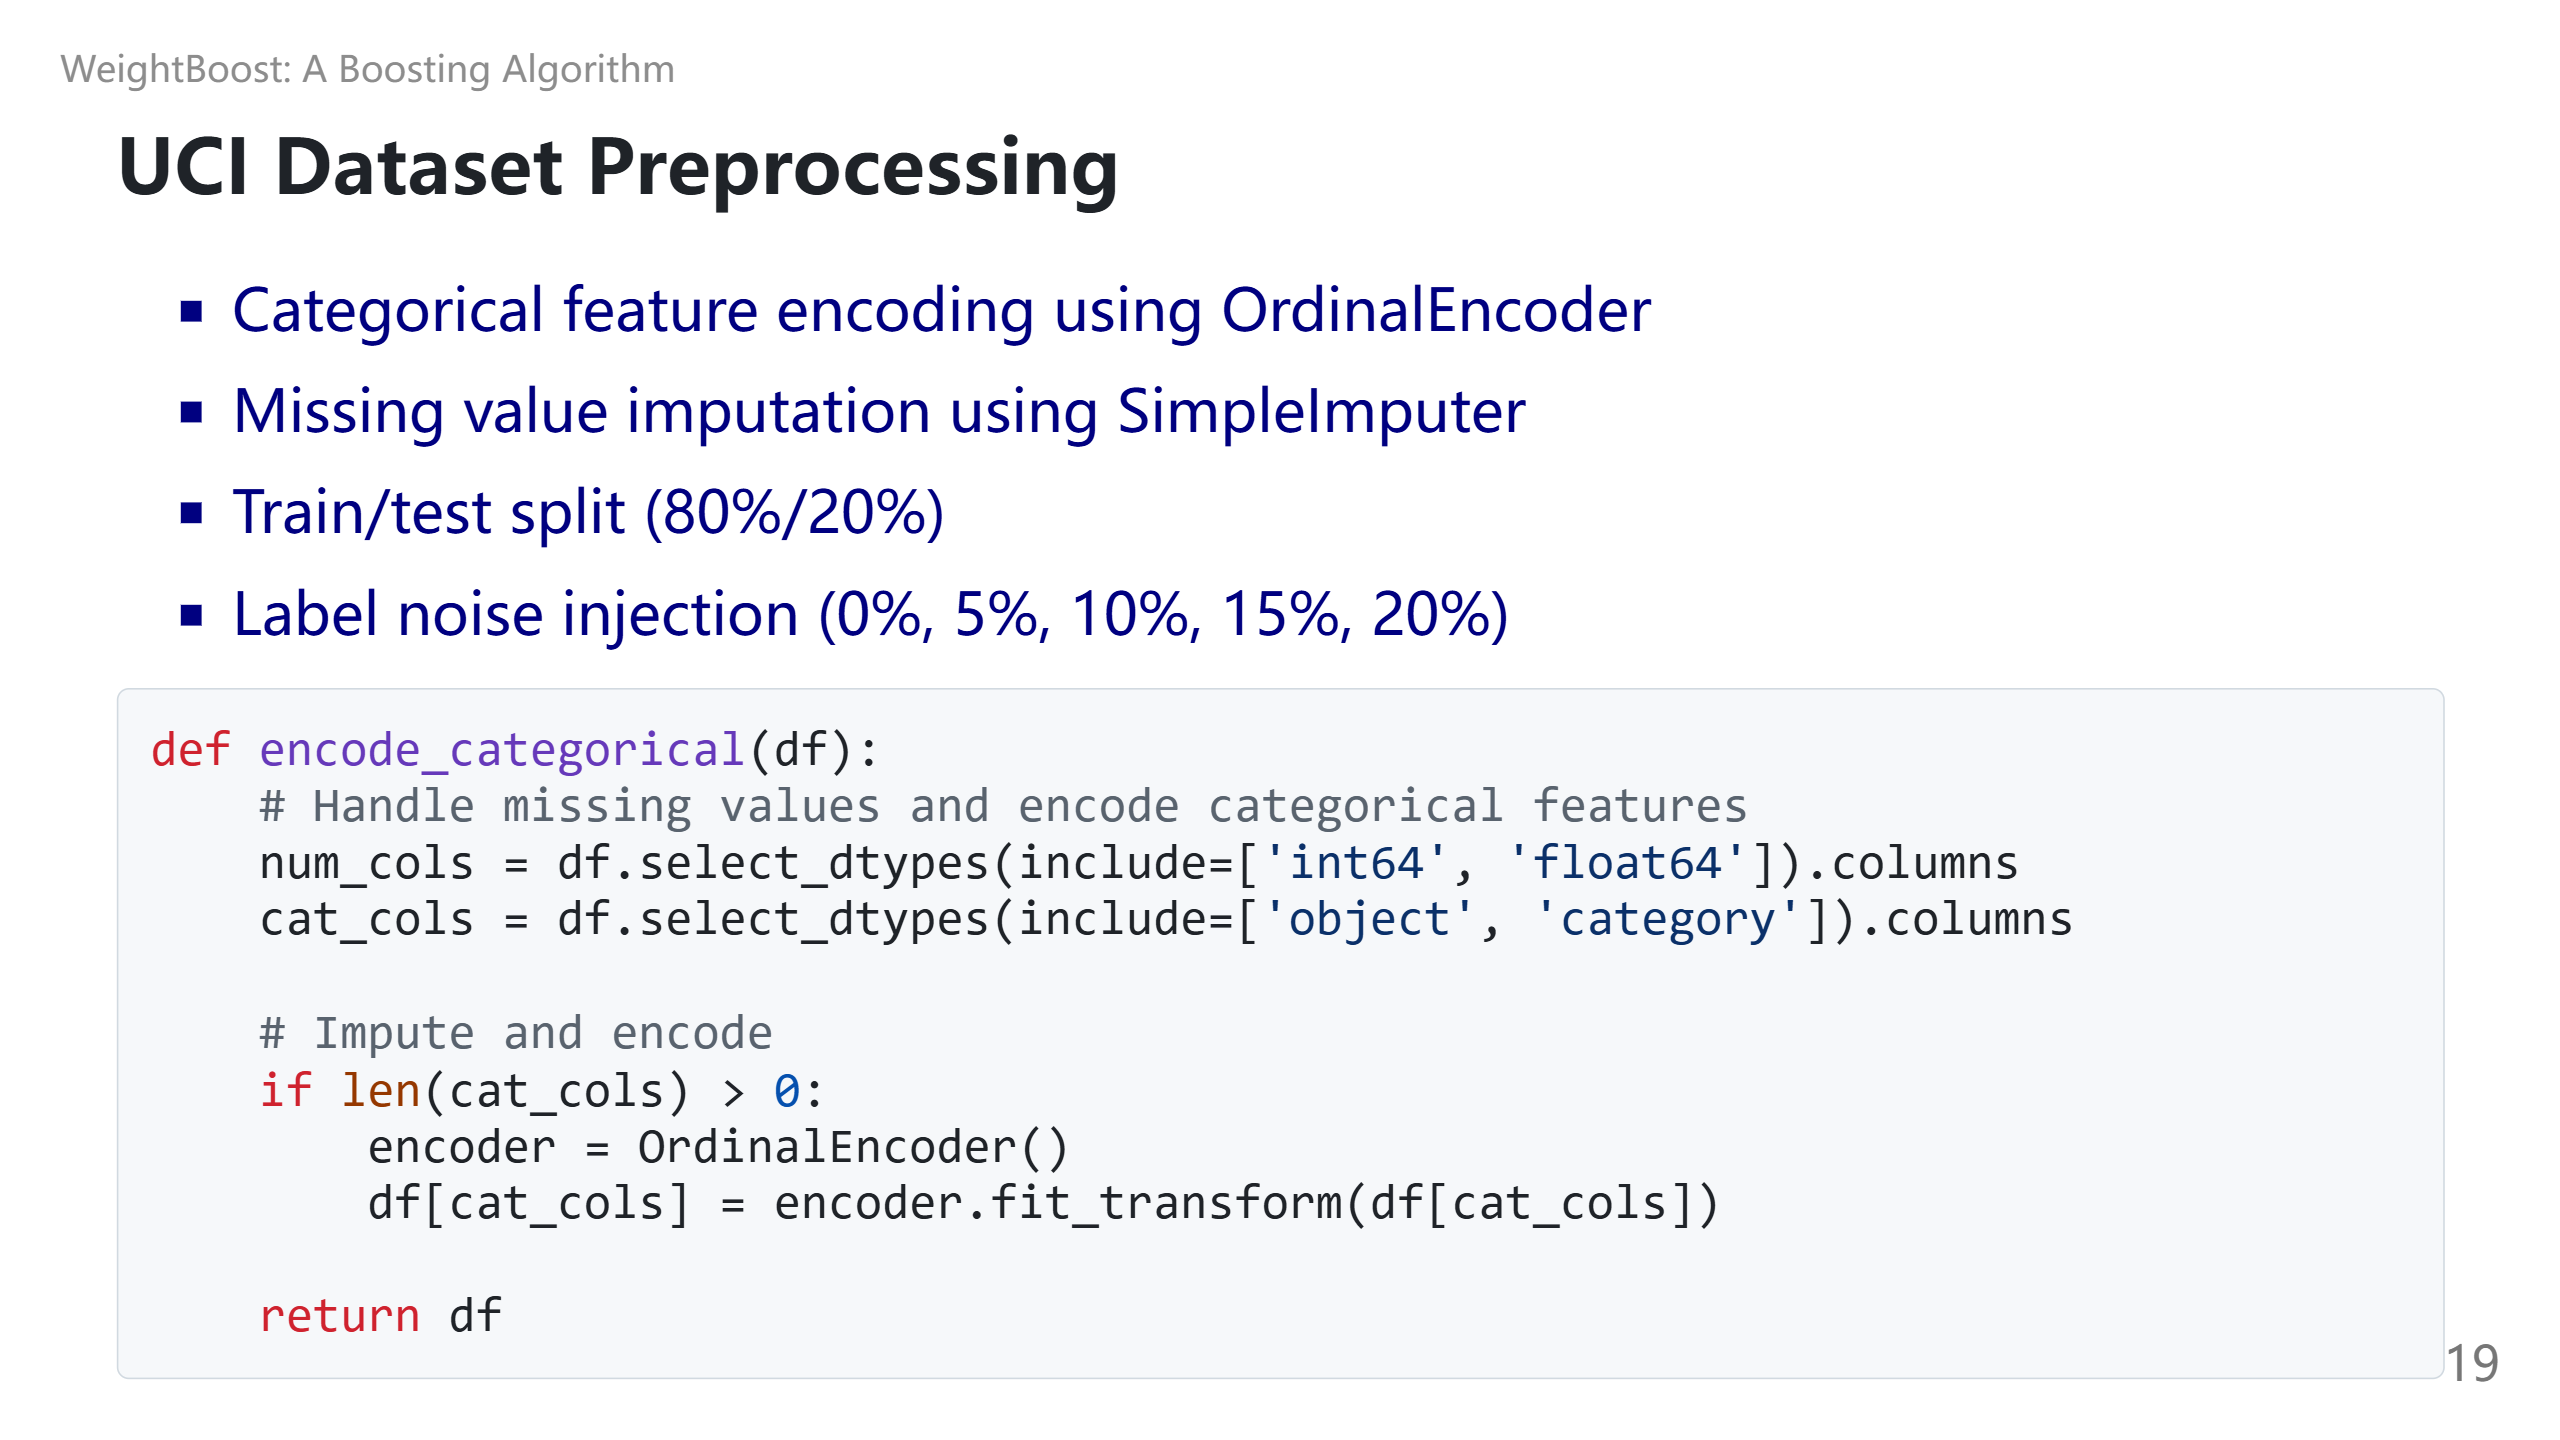 WeightBoost: A Boosting Algorithm
UCI Dataset Preprocessing
▪ Categorical feature encoding using OrdinalEncoder
▪ Missing value imputation using SimpleImputer
▪ Train/test split (80%/20%)
▪ Label noise injection (0%, 5%, 10%, 15%, 20%)
def encode_categorical(df):
    # Handle missing values and encode categorical features
    num_cols = df.select_dtypes(include=['int64', 'float64']).columns
    cat_cols = df.select_dtypes(include=['object', 'category']).columns

    # Impute and encode
    if len(cat_cols) > 0:
        encoder = OrdinalEncoder()
        df[cat_cols] = encoder.fit_transform(df[cat_cols])

    return df
19